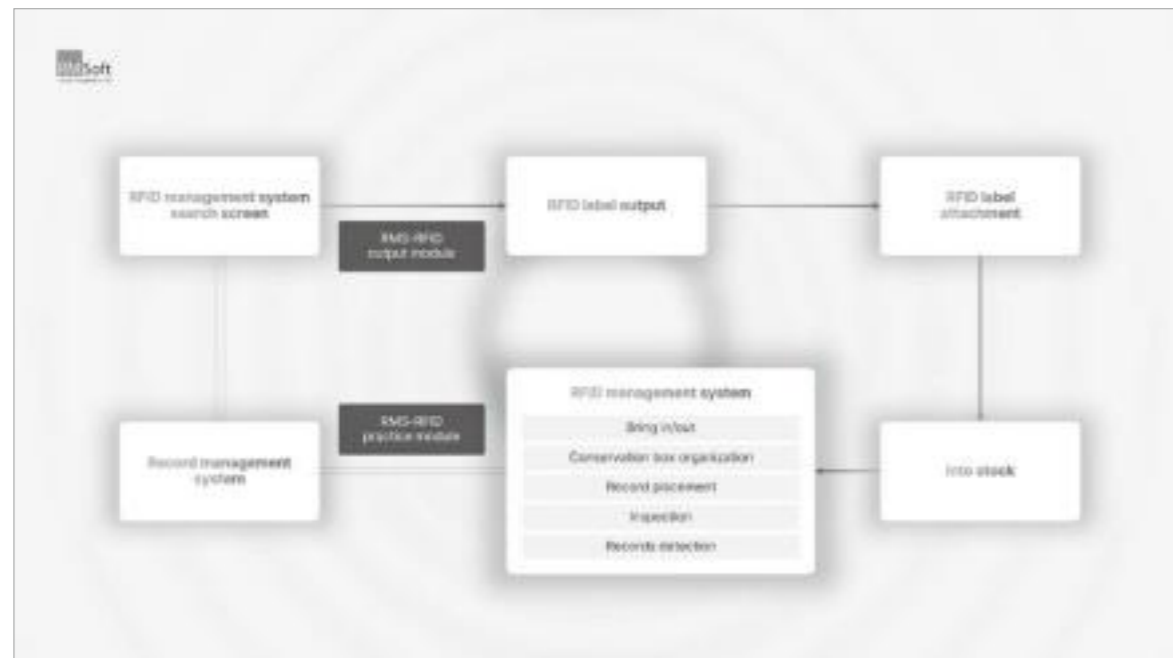 RMSoft
RFID management system
search screen
RFID label output
RFID label
attachment
RMS-RFID
output module
RFID management system
Bring in/out
Conservation box organization
Record placement
Inspection
Records detection
RMS-RFID
practice module
Record management
system
Into stock